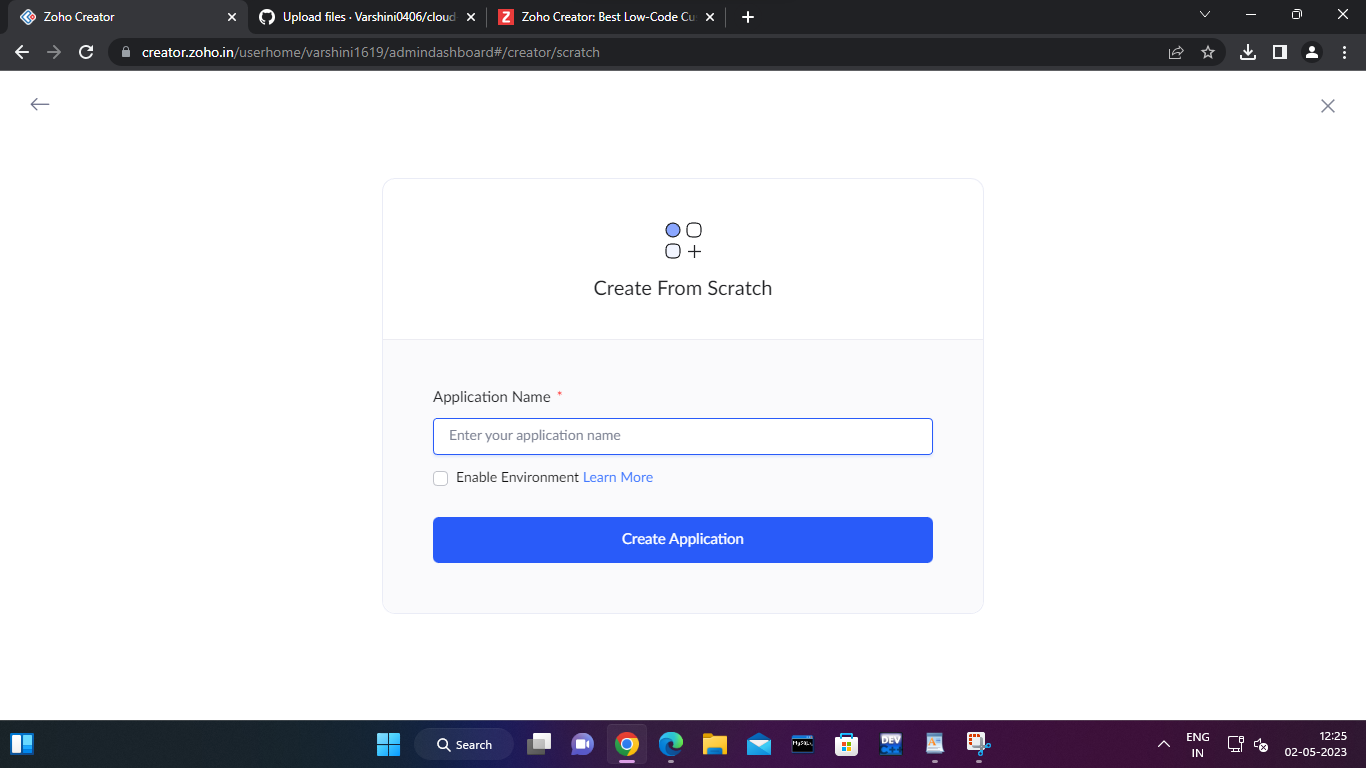 Zoho Creator
Upload files · Varshini0406/cloud
Z Zoho Creator: Best Low-Code Cu
creator.zoho.in/userhome/varshini1619/admindashboard#/creator/scratch
Create From Scratch
Application Name *
Enter your application name
Enable Environment Learn More
Create Application
Search
MySQL
DEV
ENG
IN
12:25
02-05-2023